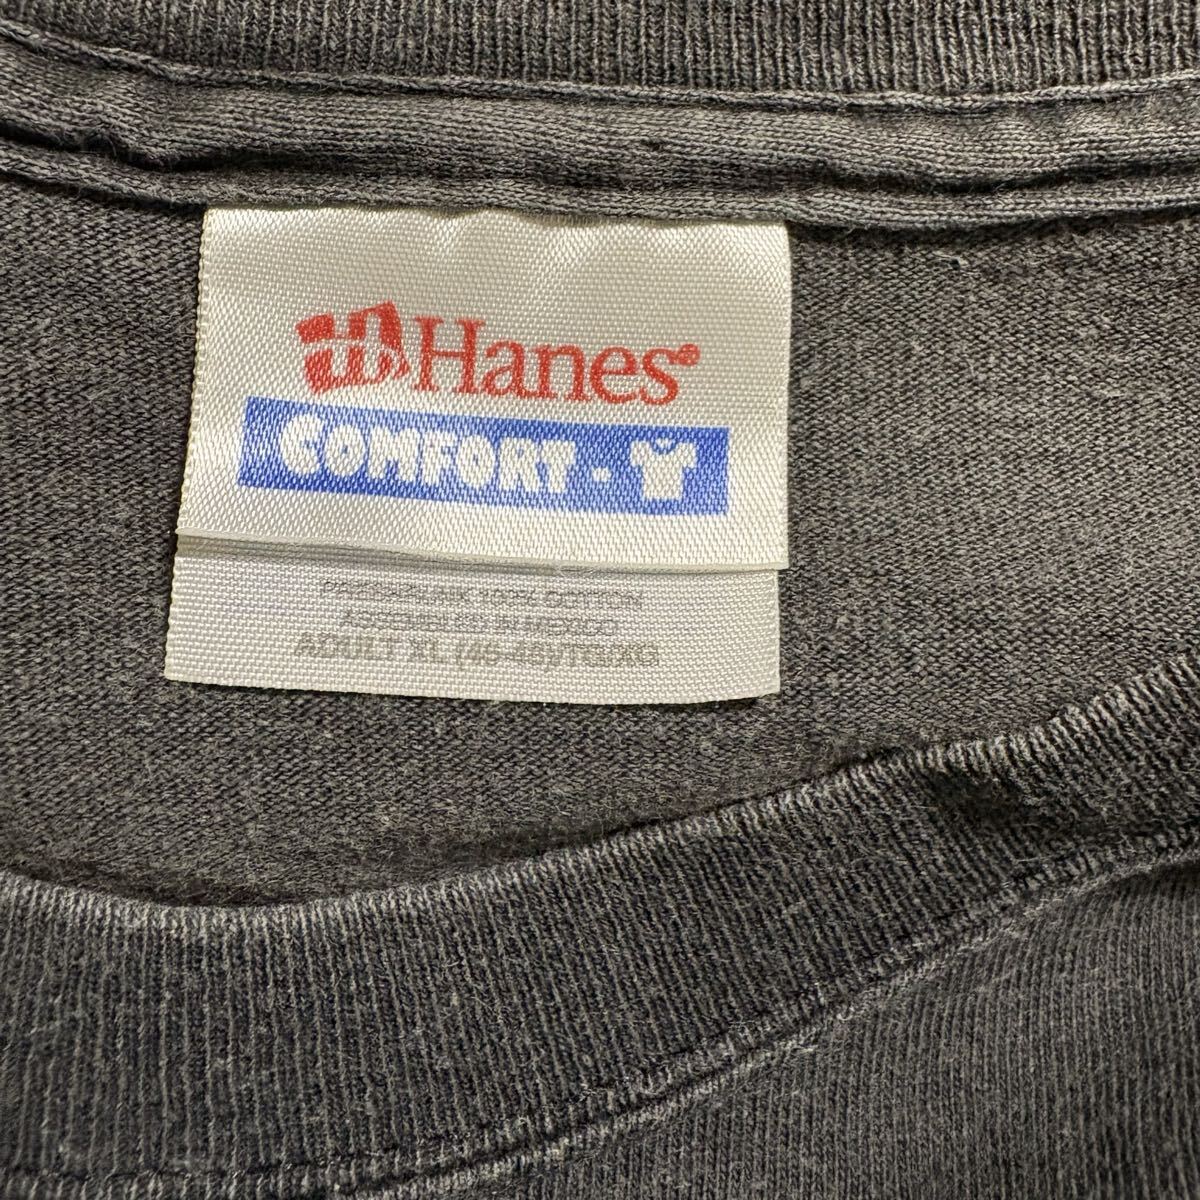 Hanes®
COMFORT-
PRESHRUNK 100% COTTON
ASSEMBLED IN MEXICO
ADULT XL (46-48)/TG/XG